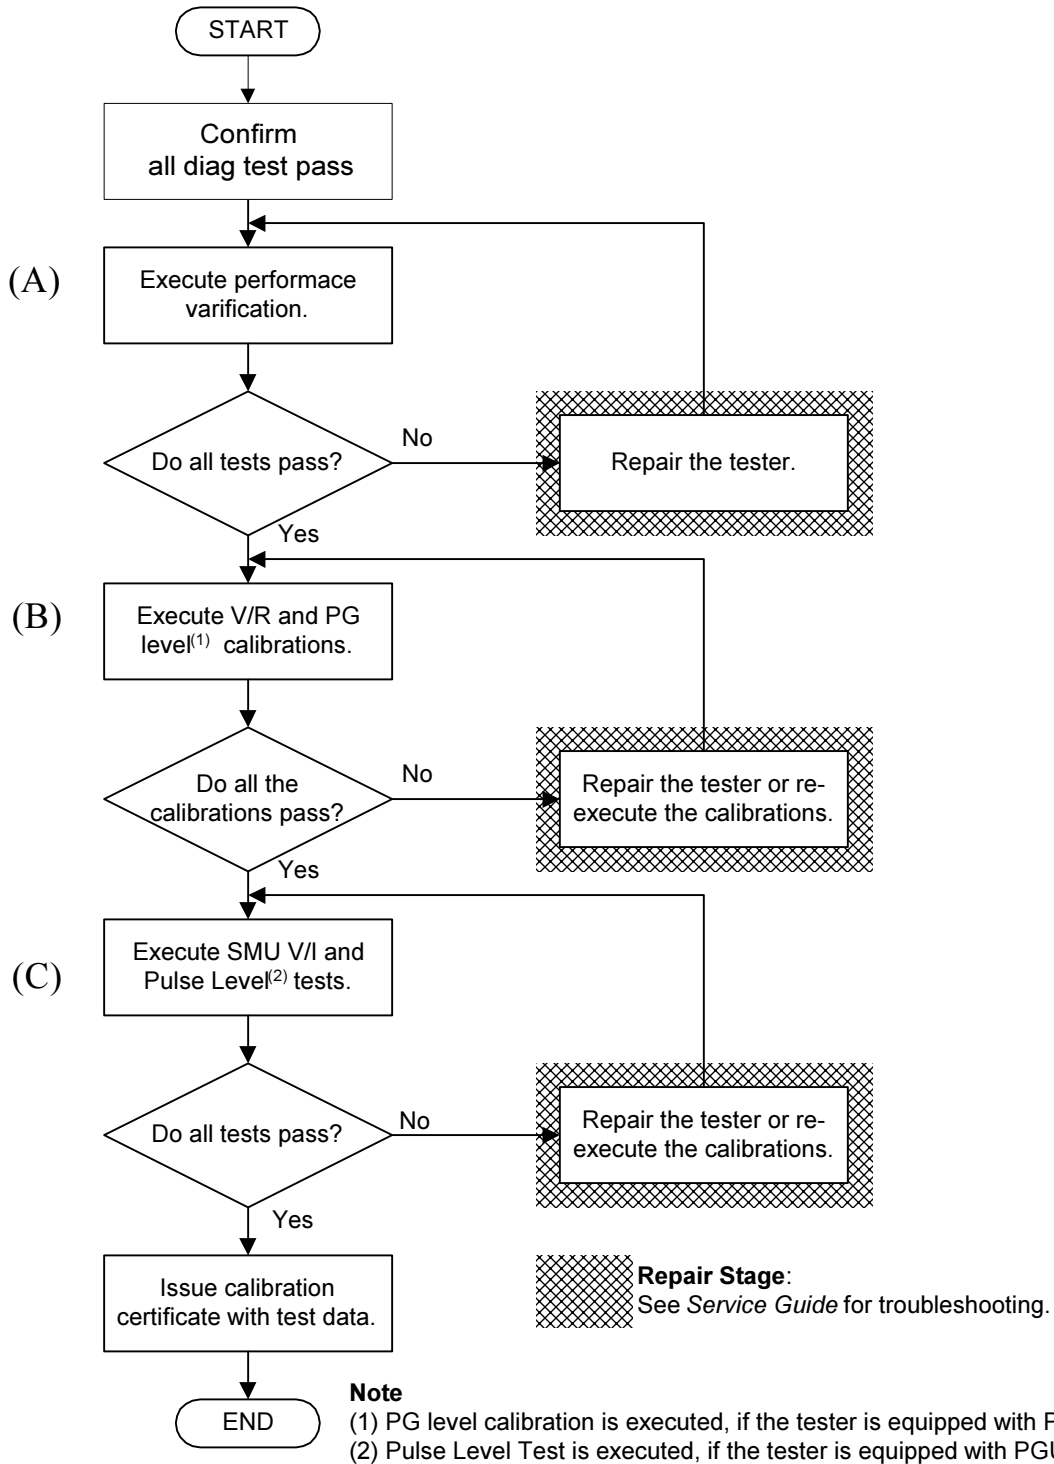 START
Confirm
all diag test pass
(A)
Execute performace
varification.
Do all tests pass?
No
Repair the tester.
Yes
(B)
Execute V/R and PG
level(1) calibrations.
Do all the
calibrations pass?
No
Repair the tester or re-
execute the calibrations.
Yes
(C)
Execute SMU V/I and
Pulse Level(2) tests.
Do all tests pass?
No
Repair the tester or re-
execute the calibrations.
Yes
Issue calibration
certificate with test data.
Repair Stage:
See Service Guide for troubleshooting.
END
Note
(1) PG level calibration is executed, if the tester is equipped with
(2) Pulse Level Test is executed, if the tester is equipped with